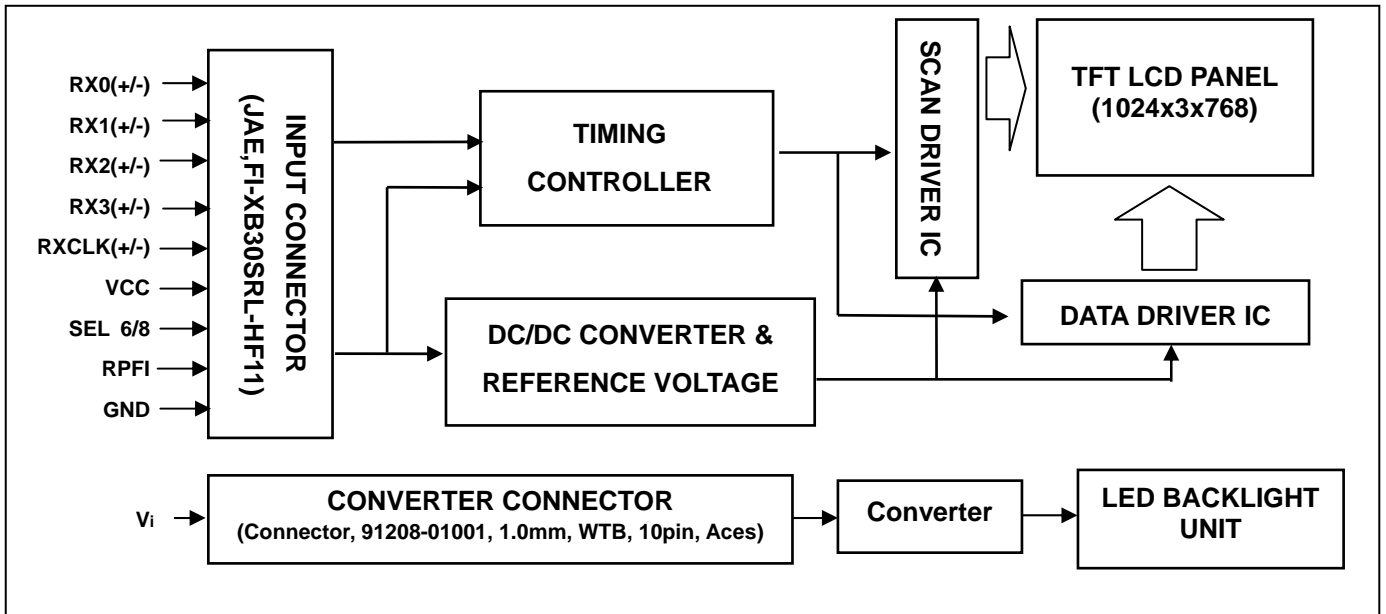 RX0(+/-)
RX1(+/-)
RX2(+/-)
RX3(+/-)
RXCLK(+/-)
VCC
SEL 6/8
RPFI
GND
INPUT CONNECTOR
(JAE,FI-XB30SRL-HF11)
TIMING
CONTROLLER
DC/DC CONVERTER &
REFERENCE VOLTAGE
SCAN DRIVER IC
TFT LCD PANEL
(1024x3x768)
DATA DRIVER IC
Vi
CONVERTER CONNECTOR
(Connector, 91208-01001, 1.0mm, WTB, 10pin, Aces)
Converter
LED BACKLIGHT
UNIT